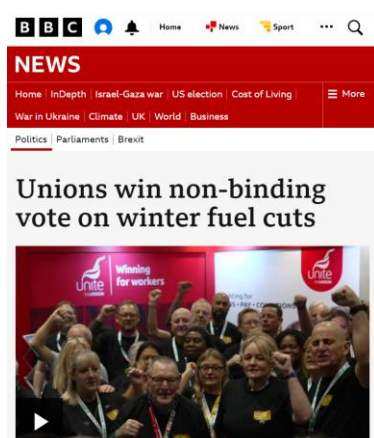 BBC Home News Sport
NEWS
Home InDepth Israel-Gaza war US election Cost of Living More
War in Ukraine Climate UK World Business
Politics Parliaments Brexit
Unions win non-binding
vote on winter fuel cuts
unite Winning
for workers
unite
PAY